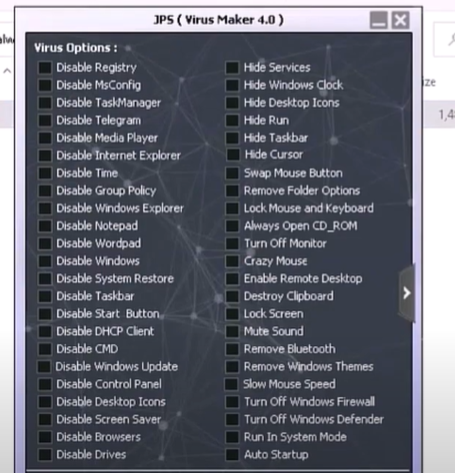 JPS ( Virus Maker 4.0 )
Virus Options :
Disable Registry
Disable MsConfig
Disable TaskManager
Disable Telegram
Disable Media Player
Disable Internet Explorer
Disable Time
Disable Group Policy
Disable Windows Explorer
Disable Notepad
Disable Wordpad
Disable Windows
Disable System Restore
Disable Taskbar
Disable Start Button
Disable DHCP Client
Disable CMD
Disable Windows Update
Disable Control Panel
Disable Desktop Icons
Disable Screen Saver
Disable Browsers
Disable Drives
Hide Services
Hide Windows Clock
Hide Desktop Icons
Hide Run
Hide Taskbar
Hide Cursor
Swap Mouse Button
Remove Folder Options
Lock Mouse and Keyboard
Always Open CD_ROM
Turn Off Monitor
Crazy Mouse
Enable Remote Desktop
Destroy Clipboard
Lock Screen
Mute Sound
Remove Bluetooth
Remove Windows Themes
Slow Mouse Speed
Turn Off Windows Firewall
Turn Off Windows Defender
Run In System Mode
Auto Startup